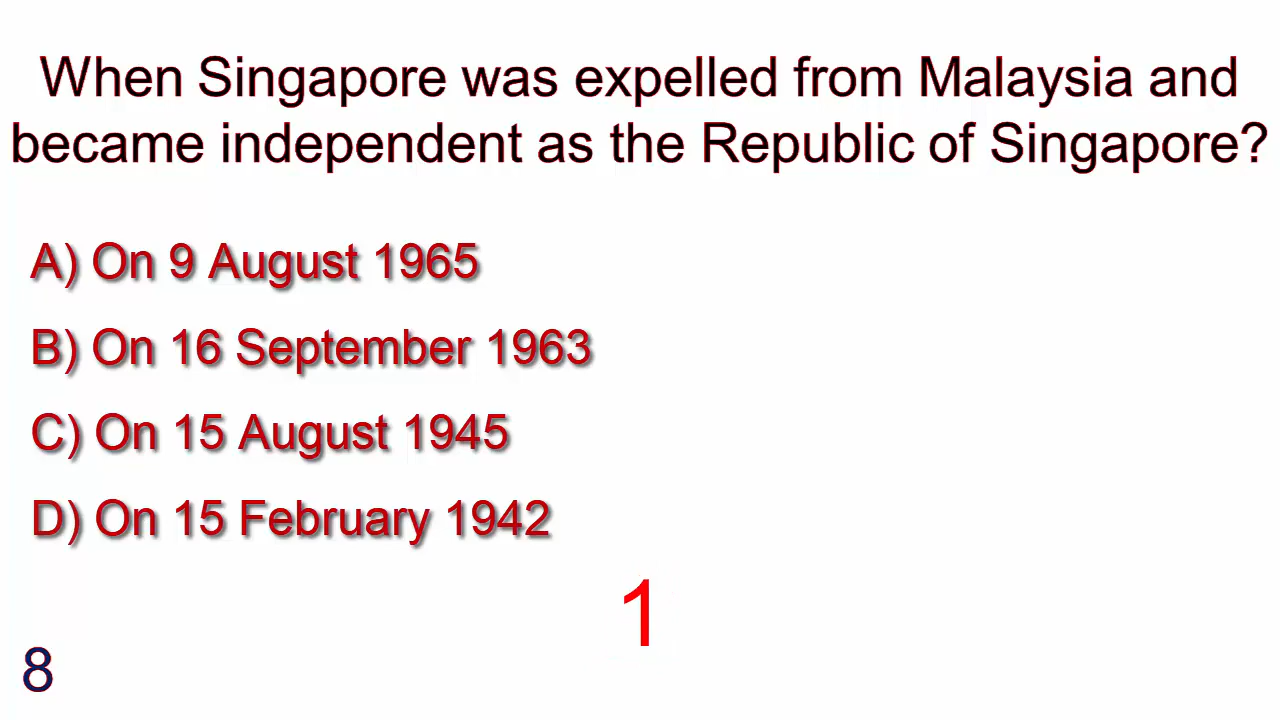 When Singapore was expelled from Malaysia and
became independent as the Republic of Singapore?
A) On 9 August 1965
B) On 16 September 1963
C) On 15 August 1945
D) On 15 February 1942
1
8